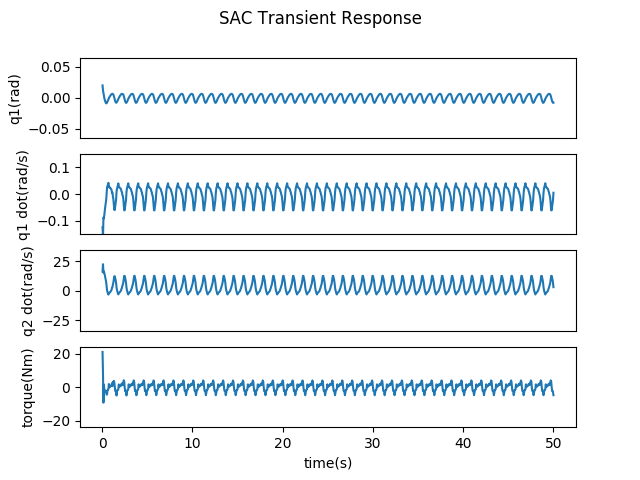 SAC Transient Response
0.05
0.00
−0.05
q1(rad)
0.1
0.0
−0.1
q1 dot(rad/s)
25
0
−25
q2 dot(rad/s)
20
0
−20
torque(Nm)
0 10 20 30 40 50
time(s)